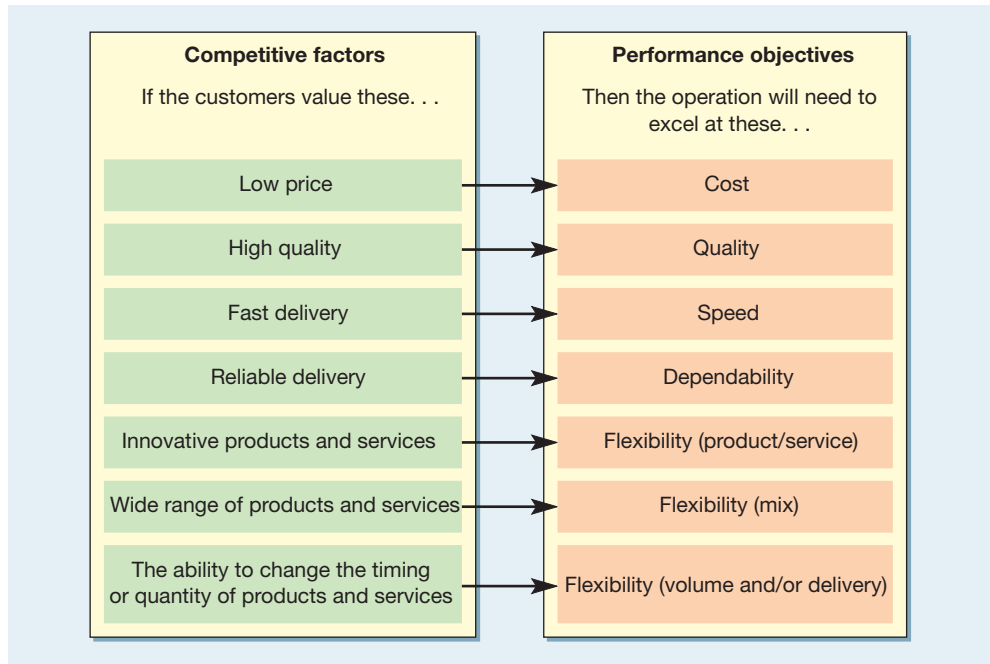 Competitive factors
If the customers value these. . .
Low price
High quality
Fast delivery
Reliable delivery
Innovative products and services
Wide range of products and services
The ability to change the timing
or quantity of products and services
Performance objectives
Then the operation will need to
excel at these. . .
Cost
Quality
Speed
Dependability
Flexibility (product/service)
Flexibility (mix)
Flexibility (volume and/or delivery)